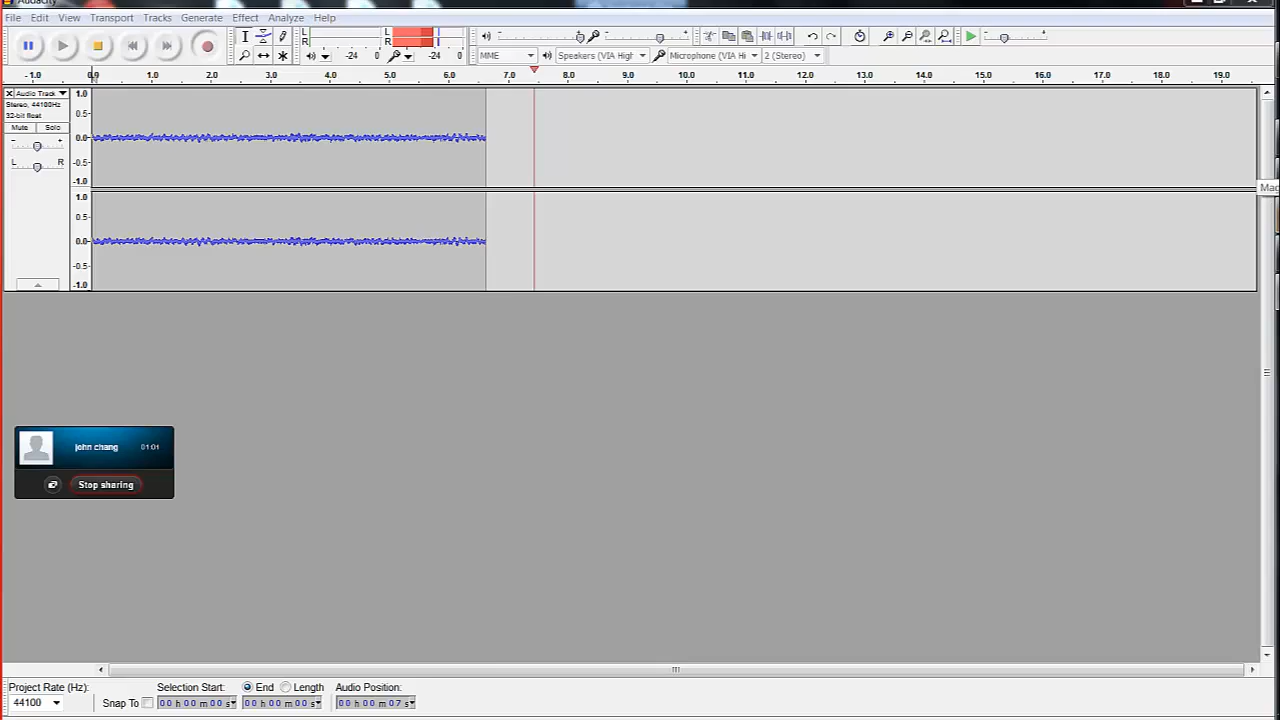 Audacity
File Edit View Transport Tracks Generate Effect Analyze Help
L L
R R
-24 0 -24 0
MME Speakers (VIA High Microphone (VIA Hi 2 (Stereo)
-1.0 0.0 1.0 2.0 3.0 4.0 5.0 6.0 7.0 8.0 9.0 10.0 11.0 12.0 13.0 14.0 15.0 16.0 17.0 18.0 19.0
Audio Track 1.0
Stereo, 44100Hz
32-bit float 0.5
Mute Solo
- + 0.0
L R -0.5
-1.0
Mag
1.0
0.5
0.0
-0.5
-1.0
john chang 01:01
Stop sharing
Project Rate (Hz): Selection Start: End Length Audio Position:
44100 Snap To 00 h 00 m 00 s 00 h 00 m 00 s 00 h 00 m 07 s